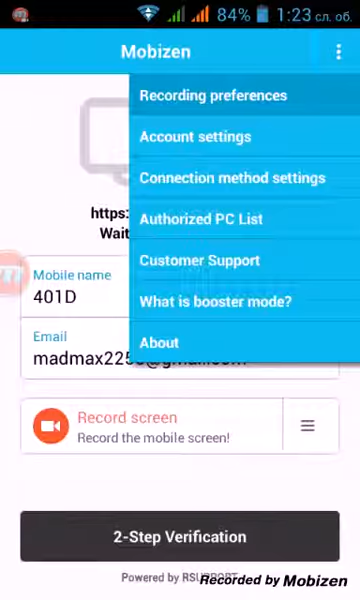 84% 1:23 сл. об.
Mobizen
Recording preferences
Account settings
Connection method settings
https:
Authorized PC List
Wait
Customer Support
Mobile name
401D
What is booster mode?
Email
About
Record screen
Record the mobile screen!
2-Step Verification
Powered by RSUPPORT
Recorded by Mobizen